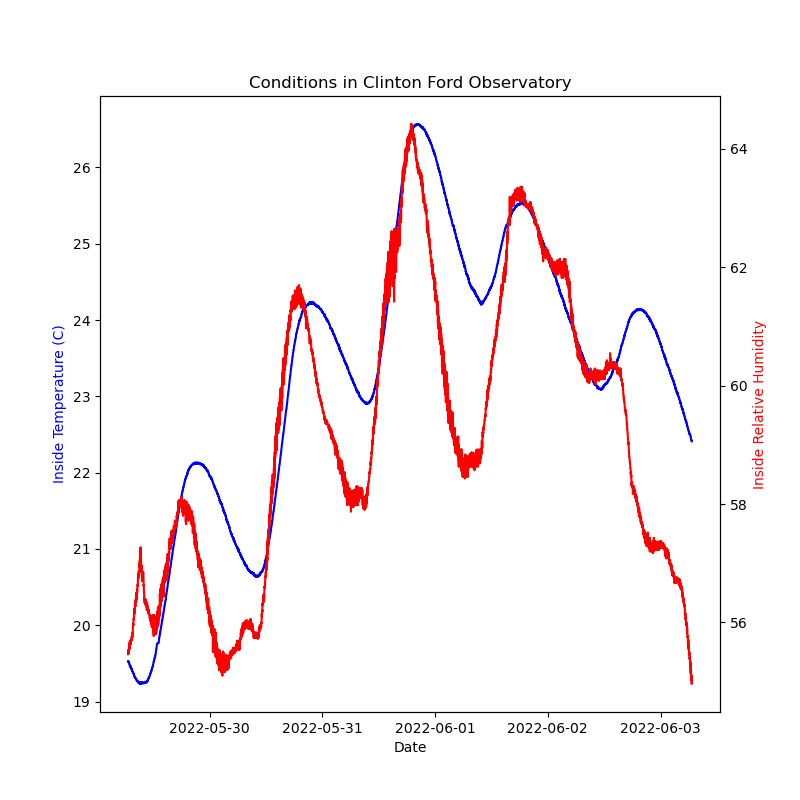 Conditions in Clinton Ford Observatory
Inside Temperature (C)
26
25
24
23
22
21
20
19
64
62
60
58
56
Inside Relative Humidity
2022-05-30 2022-05-31 2022-06-01 2022-06-02 2022-06-03
Date